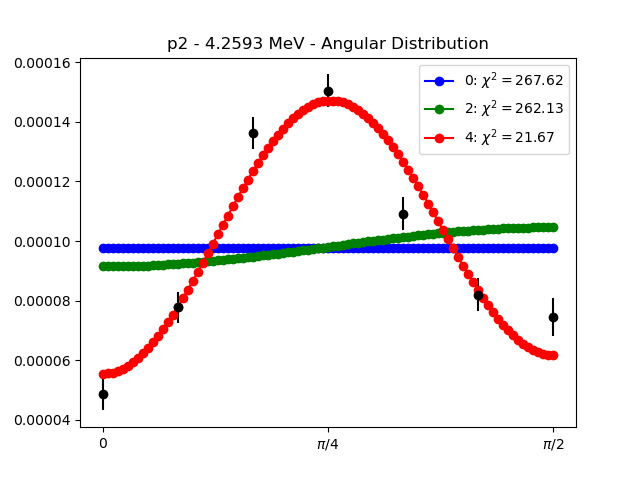 p2 - 4.2593 MeV - Angular Distribution
0.00016
0.00014
0.00012
0.00010
0.00008
0.00006
0.00004
0: χ² = 267.62
2: χ² = 262.13
4: χ² = 21.67
0 π/4 π/2